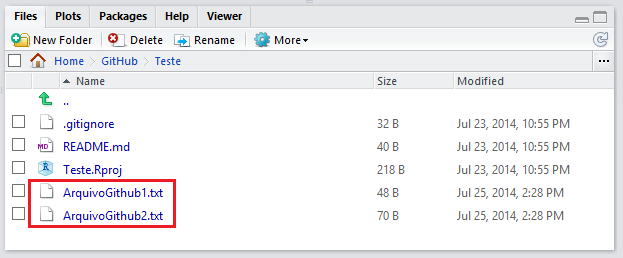 Files Plots Packages Help Viewer
New Folder Delete Rename More
Home GitHub Teste ...
Name Size Modified
..
.gitignore 32 B Jul 23, 2014, 10:55 PM
MD README.md 40 B Jul 23, 2014, 10:55 PM
Teste.Rproj 218 B Jul 23, 2014, 10:55 PM
ArquivoGithub1.txt 48 B Jul 25, 2014, 2:28 PM
ArquivoGithub2.txt 70 B Jul 25, 2014, 2:28 PM